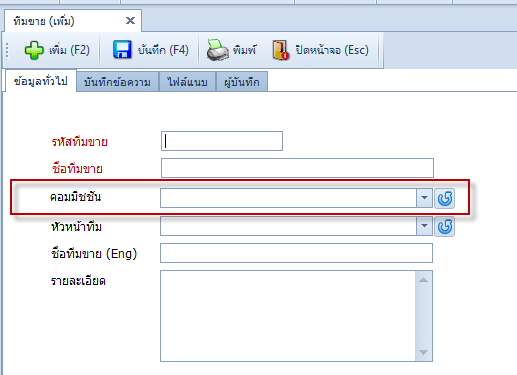 ทีมขาย (เพิ่ม)
เพิ่ม (F2) บันทึก (F4) พิมพ์ ปิดหน้าจอ (Esc)
ข้อมูลทั่วไป บันทึกข้อความ ไฟล์แนบ ผู้บันทึก
รหัสทีมขาย
ชื่อทีมขาย
คอมมิชชัน
หัวหน้าทีม
ชื่อทีมขาย (Eng)
รายละเอียด